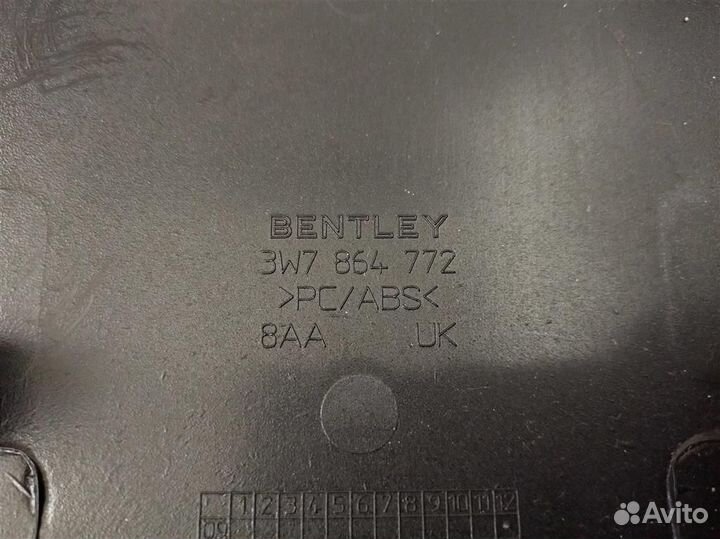 BENTLEY
3W7 864 772
>PC/ABS<
8AA UK
1 2 3 4 5 6 7 8 9 10 11 12
09
Avito